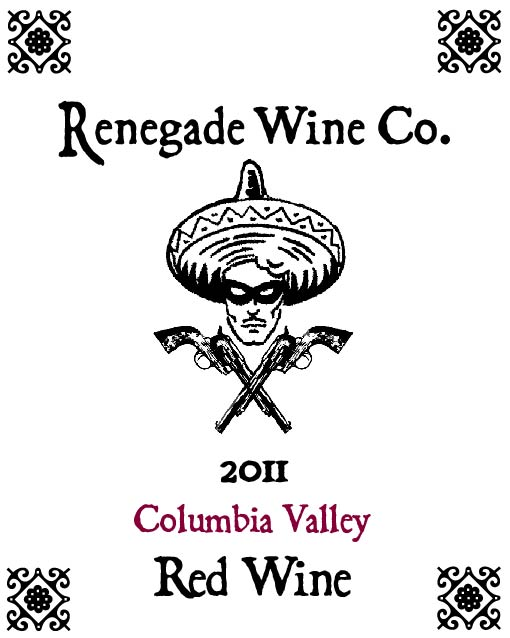 Renegade Wine Co.
2011
Columbia Valley
Red Wine